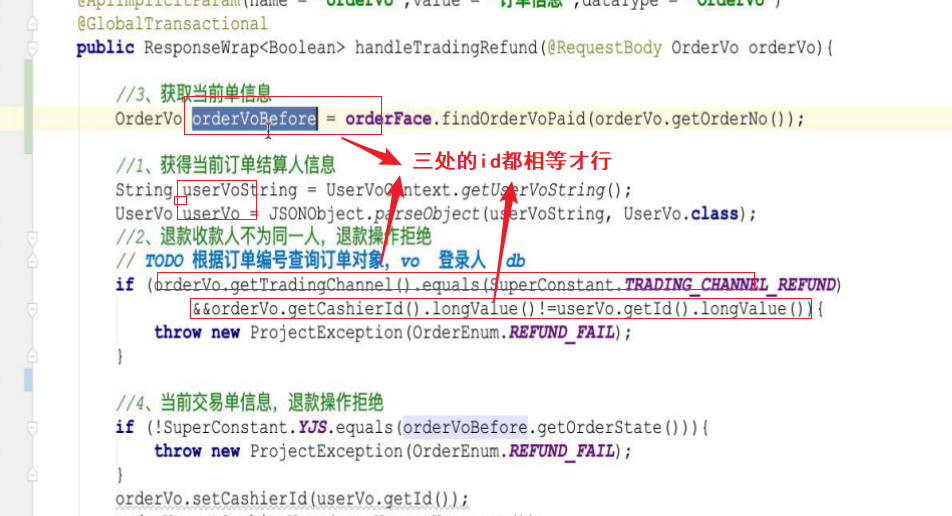 @ApiImplicitParam(name = "orderVo",value = "订单信息",dataType = "OrderVo")
@GlobalTransactional
public ResponseWrap<Boolean> handleTradingRefund(@RequestBody OrderVo orderVo){
//3、获取当前单信息
OrderVo orderVoBefore = orderFace.findOrderVoPaid(orderVo.getOrderNo());
三处的id都相等才行
//1、获得当前订单结算人信息
String userVoString = UserVoContext.getUserVoString();
UserVo userVo = JSONObject.parseObject(userVoString, UserVo.class);
//2、退款收款人不为同一人，退款操作拒绝
// TODO 根据订单编号查询订单对象，vo 登录人 db
if (orderVo.getTradingChannel().equals(SuperConstant.TRADING_CHANNEL_REFUND)
&&orderVo.getCashierId().longValue()!=userVo.getId().longValue()){
throw new ProjectException(OrderEnum.REFUND_FAIL);
}
//4、当前交易单信息，退款操作拒绝
if (!SuperConstant.YJS.equals(orderVoBefore.getOrderState())){
throw new ProjectException(OrderEnum.REFUND_FAIL);
}
orderVo.setCashierId(userVo.getId());